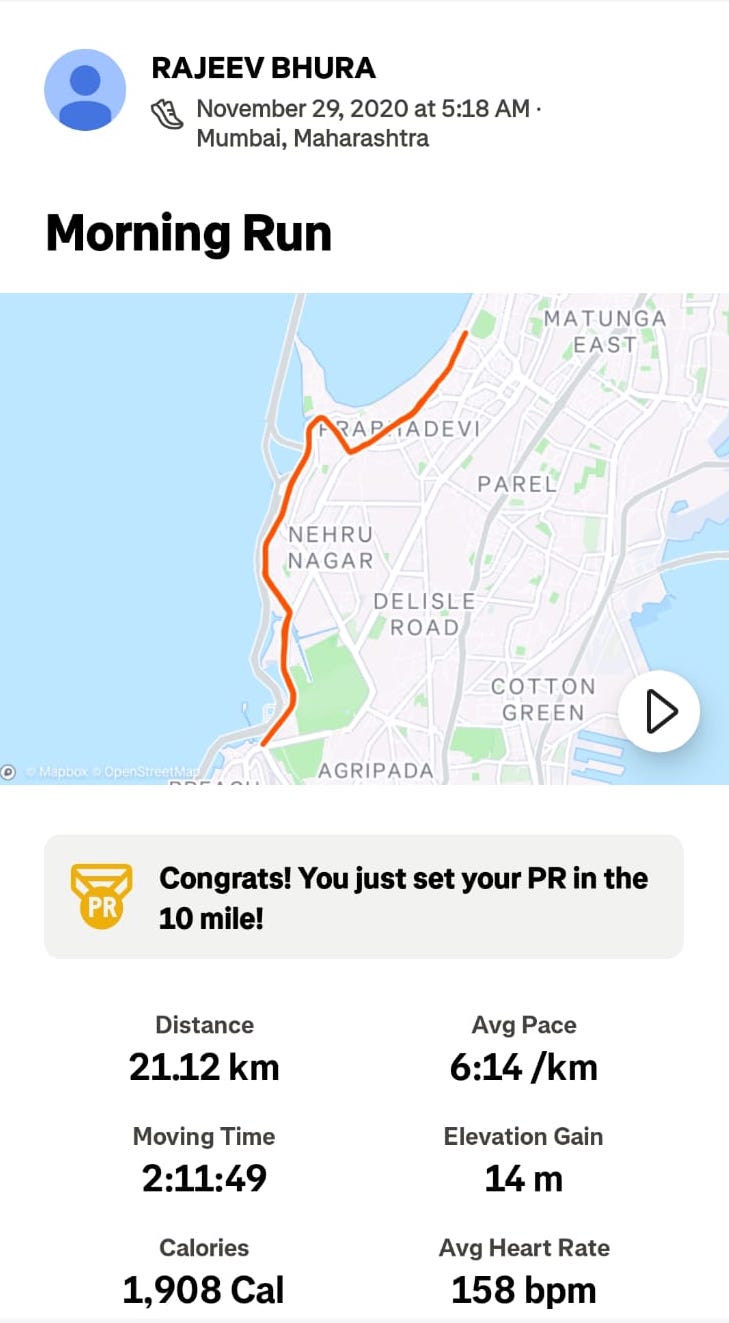 RAJEEV BHURA
November 29, 2020 at 5:18 AM ·
Mumbai, Maharashtra
Morning Run
MATUNGA
EAST
PRABHADEVI
PAREL
NEHRU
NAGAR
DELISLE
ROAD
COTTON
GREEN
AGRIPADA
© Mapbox © OpenStreetMap
Congrats! You just set your PR in the
10 mile!
PR
Distance
Avg Pace
21.12 km
6:14 /km
Moving Time
Elevation Gain
2:11:49
14 m
Calories
Avg Heart Rate
1,908 Cal
158 bpm